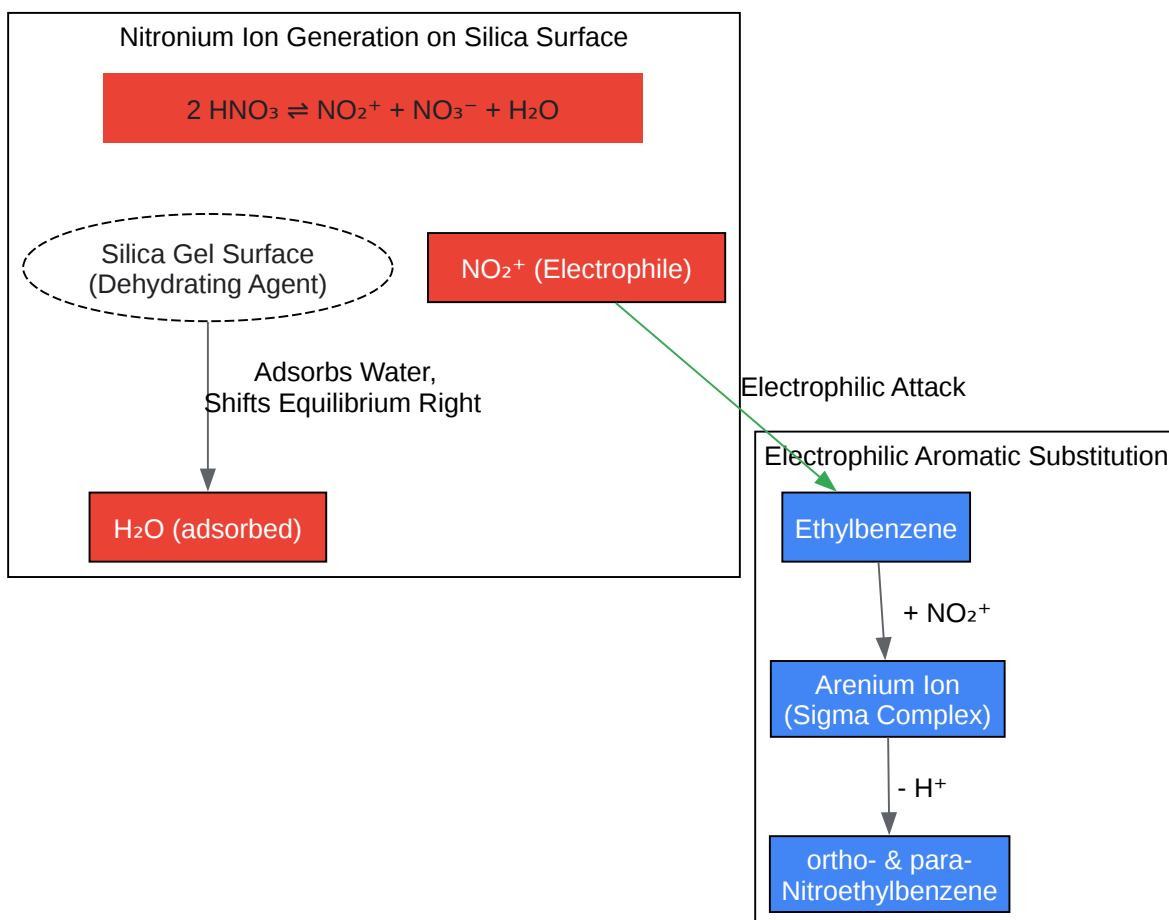 Nitronium Ion Generation on Silica Surface
2 HNO₃ ⇌ NO₂⁺ + NO₃⁻ + H₂O
Silica Gel Surface
(Dehydrating Agent)
NO₂⁺ (Electrophile)
Adsorbs Water,
Shifts Equilibrium Right
Electrophilic Attack
H₂O (adsorbed)
Electrophilic Aromatic Substitution
Ethylbenzene
+ NO₂⁺
Arenium Ion
(Sigma Complex)
- H⁺
ortho- & para-
Nitroethylbenzene